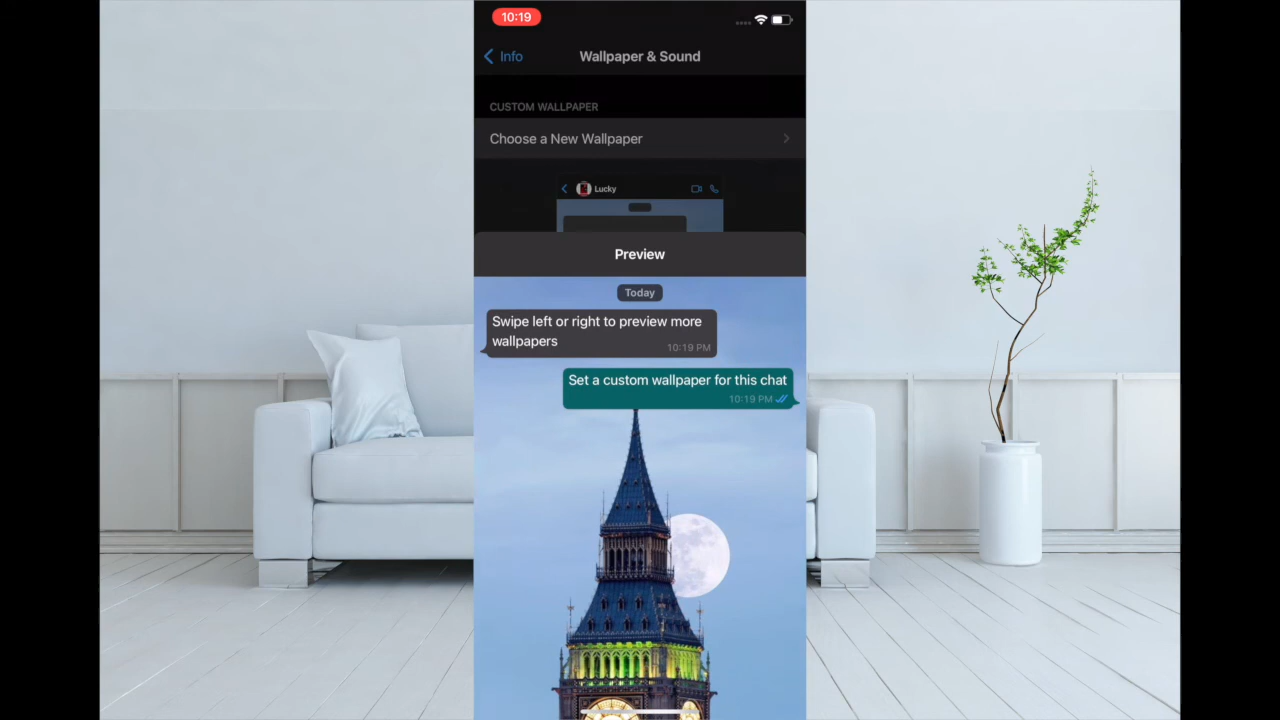 10:19
Info
Wallpaper & Sound
CUSTOM WALLPAPER
Choose a New Wallpaper
Lucky
Preview
Today
Swipe left or right to preview more
wallpapers
10:19 PM
Set a custom wallpaper for this chat
10:19 PM